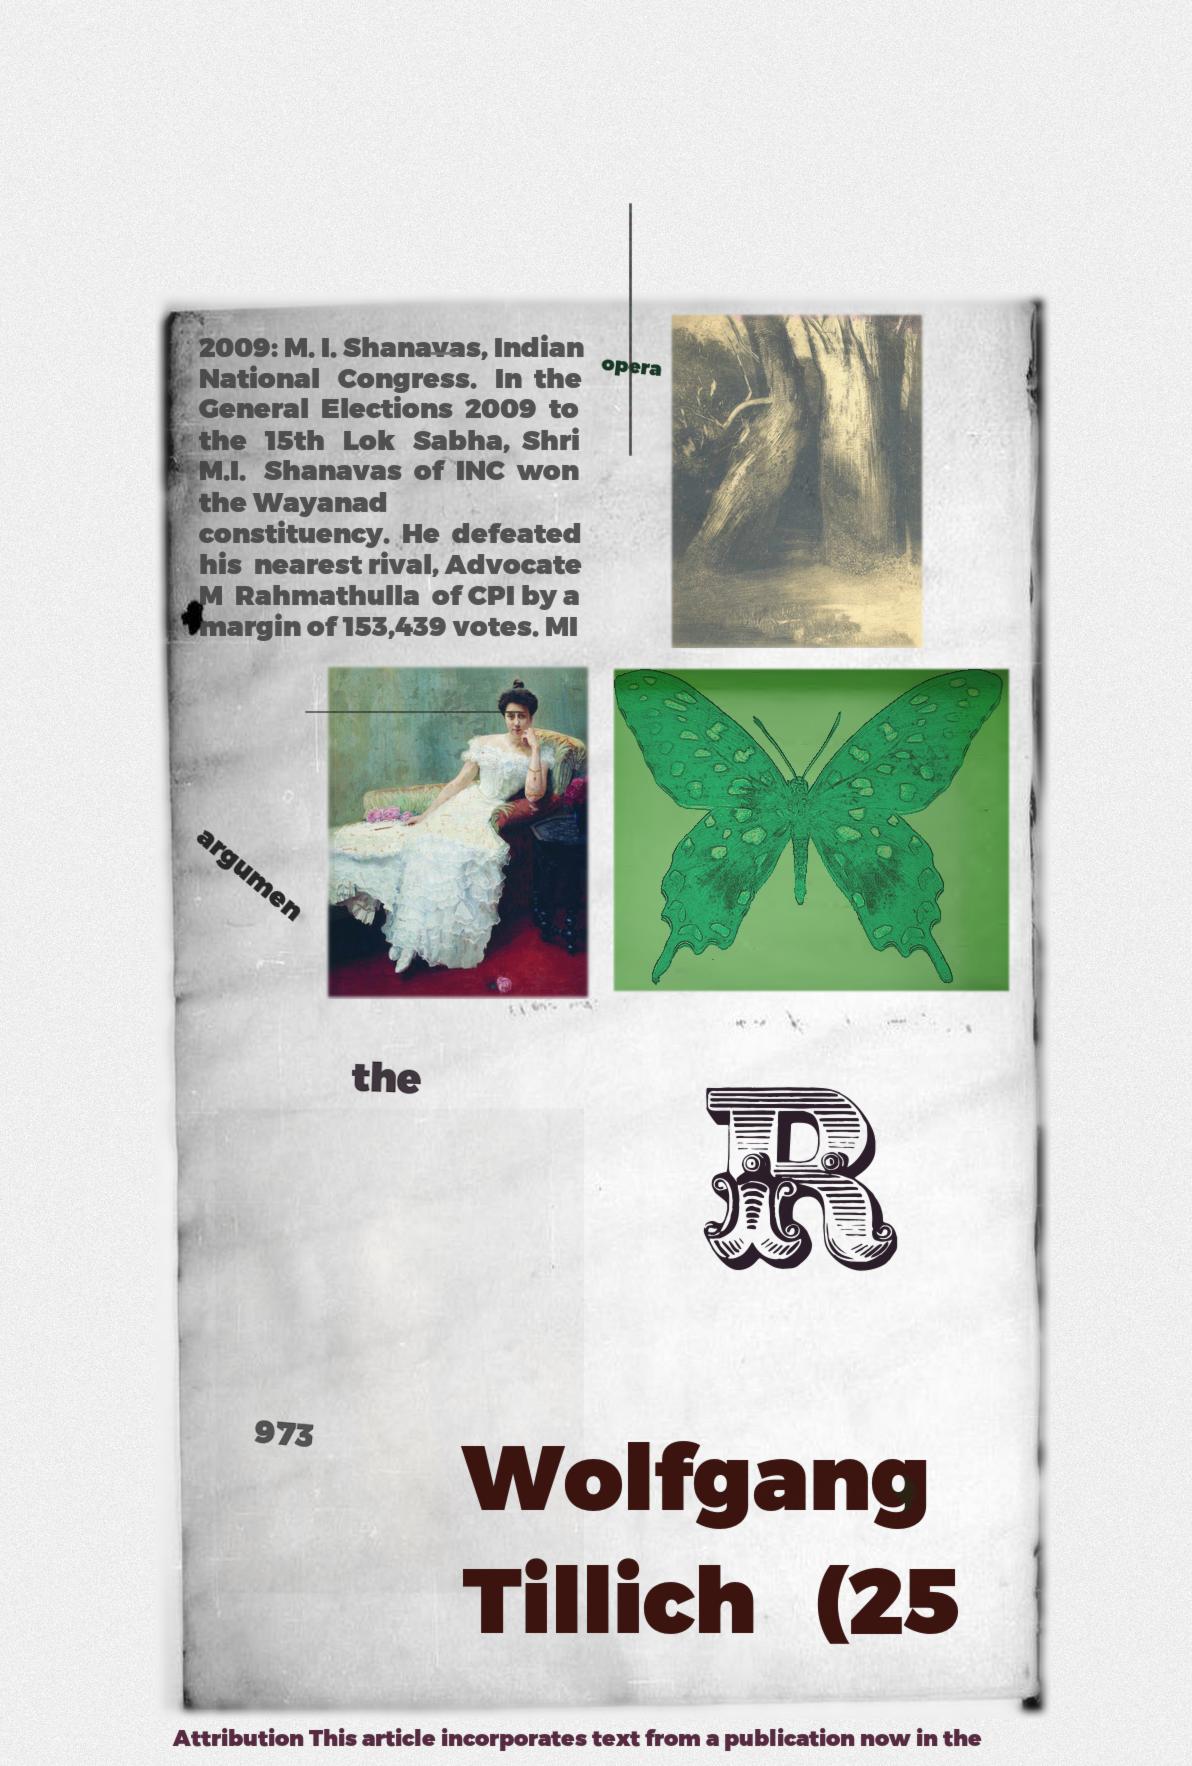 2009: M. I. Shanavas, Indian
National Congress. In the
General Elections 2009 to
the 15th Lok Sabha, Shri
M.I. Shanavas of INC won
the Wayanad
constituency. He defeated
his nearest rival, Advocate
M Rahmathulla of CPI by a
margin of 153,439 votes. MI
opera
argumen
the
R
973
Wolfgang
Tillich (25
Attribution This article incorporates text from a publication now in the